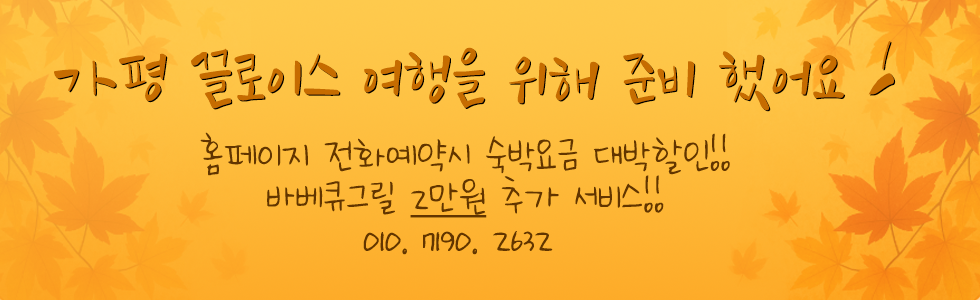 가평 끌로이스 여행을 위해 준비 했어요 !
홈페이지 전화예약시 숙박요금 대박할인!!
바베큐그릴 2만원 추가 서비스!!
010. 7190. 2632